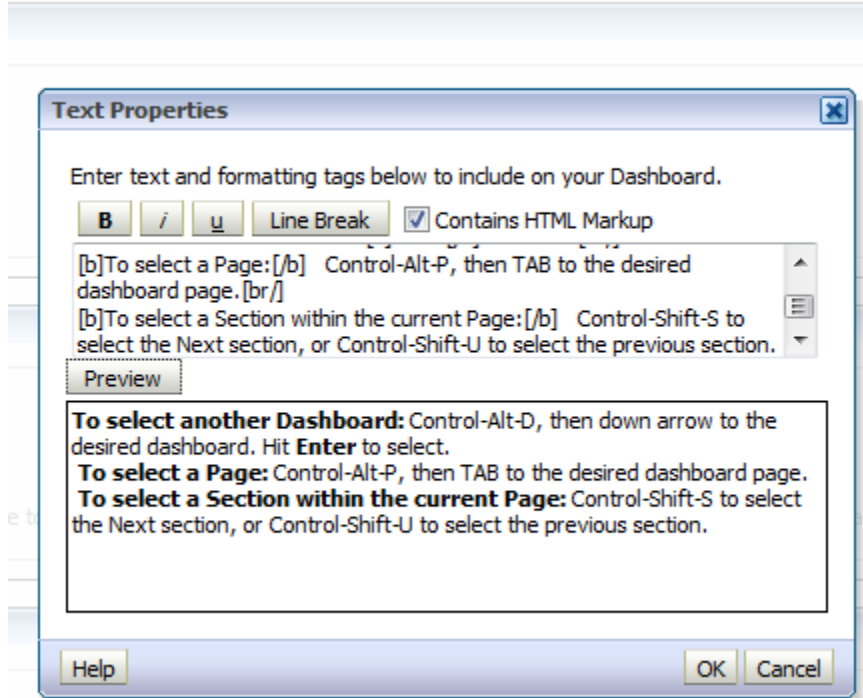 Text Properties
Enter text and formatting tags below to include on your Dashboard.
B i u Line Break Contains HTML Markup
[b]To select a Page:[/b] Control-Alt-P, then TAB to the desired
dashboard page.[br/]
[b]To select a Section within the current Page:[/b] Control-Shift-S to
select the Next section, or Control-Shift-U to select the previous section.
Preview
To select another Dashboard: Control-Alt-D, then down arrow to the
desired dashboard. Hit Enter to select.
To select a Page: Control-Alt-P, then TAB to the desired dashboard page.
To select a Section within the current Page: Control-Shift-S to select
the Next section, or Control-Shift-U to select the previous section.
Help OK Cancel